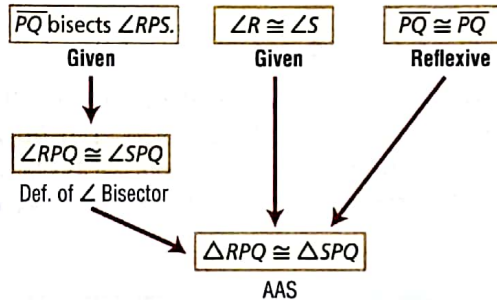 PQ bisects ∠RPS.
Given
∠R ≅ ∠S
Given
PQ ≅ PQ
Reflexive
∠RPQ ≅ ∠SPQ
Def. of ∠ Bisector
△RPQ ≅ △SPQ
AAS